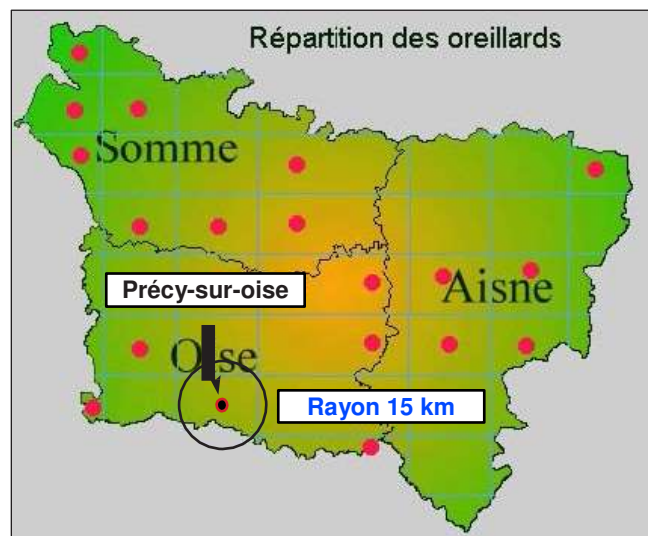 Répartition des oreillards
Somme
Précy-sur-oise
Aisne
Oise
Rayon 15 km